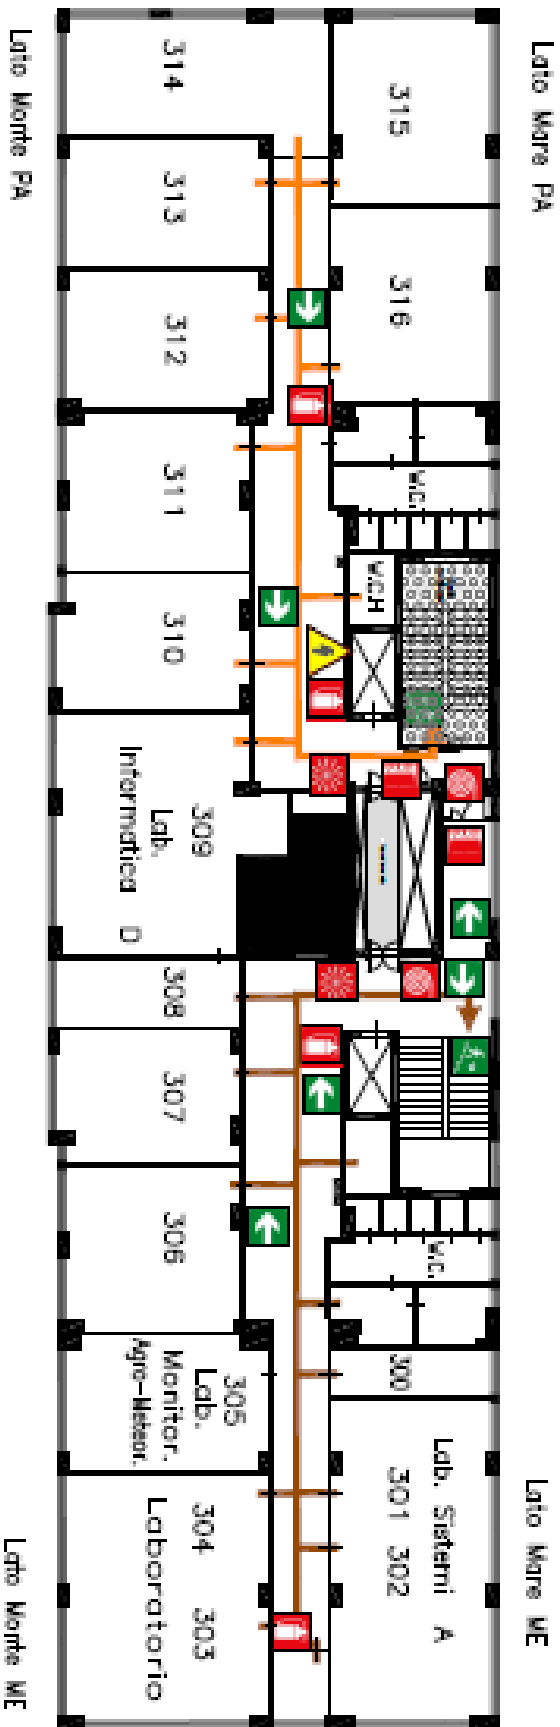 Lato Monte PA
Lato Mare PA
314
315
313
316
312
311
W.C.
W.C.H
310
309
Lab.
Informatica D
308
307
306
W.C.
305
Lab.
Monitor.
Agro-Meteor.
300
Lab. Sistemi A
301 302
304 303
Laboratorio
Lato Monte ME
Lato Mare ME